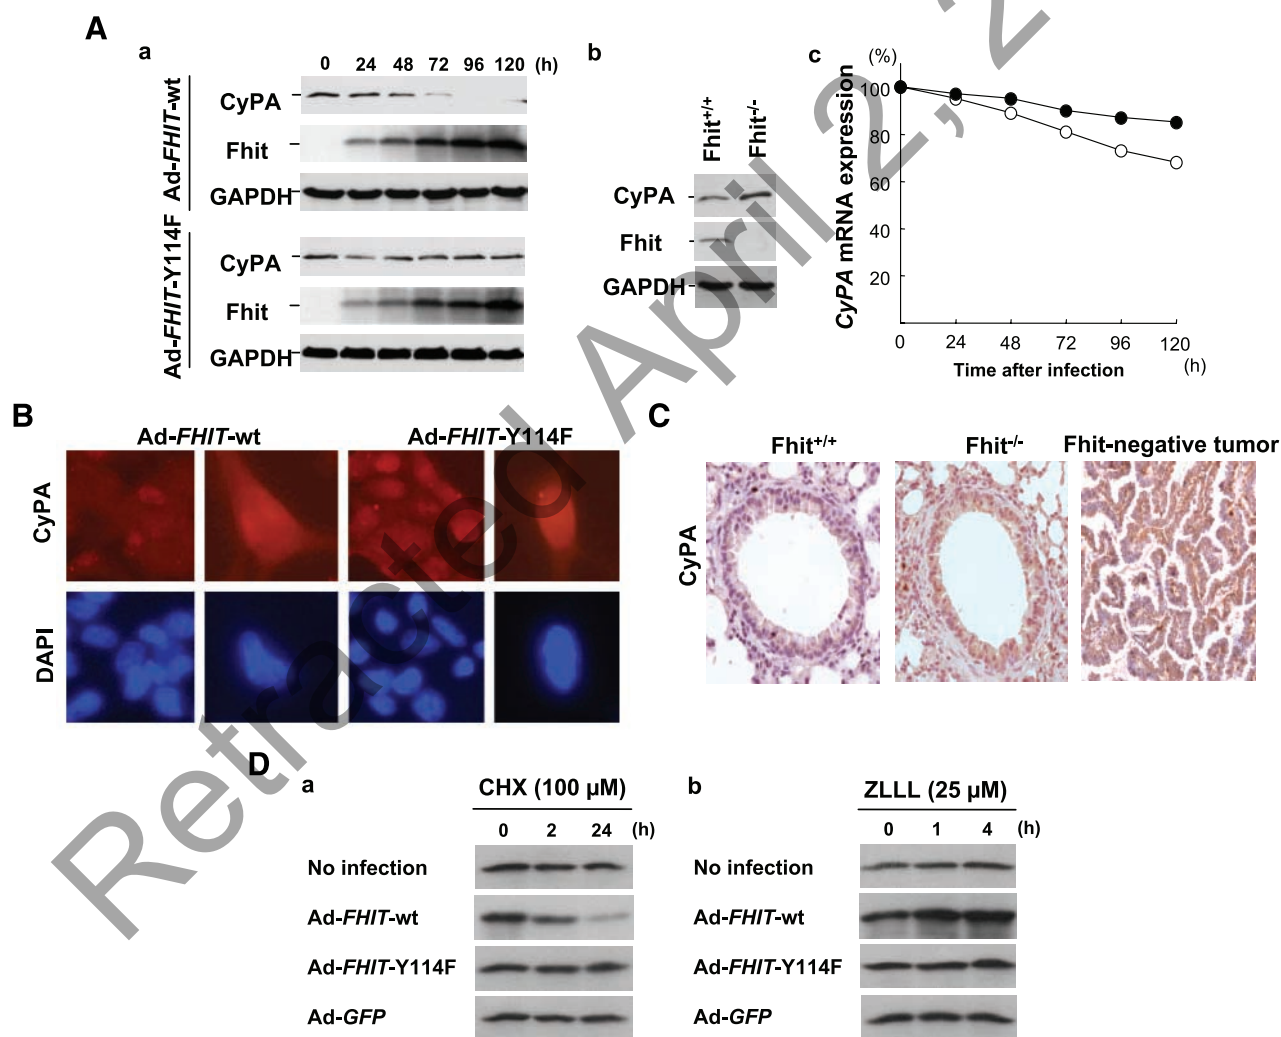 A
a
0 24 48 72 96 120 (h)
Ad-FHIT-wt
CyPA
Fhit
GAPDH
Ad-FHIT-Y114F
CyPA
Fhit
GAPDH
b
Fhit+/+
Fhit-/-
CyPA
Fhit
GAPDH
c
(%)
100
80
60
40
20
CyPA mRNA expression
0 24 48 72 96 120
(h)
Time after infection
B
Ad-FHIT-wt Ad-FHIT-Y114F
CyPA
DAPI
C
Fhit+/+ Fhit-/- Fhit-negative tumor
CyPA
D
a
CHX (100 µM)
0 2 24 (h)
No infection
Ad-FHIT-wt
Ad-FHIT-Y114F
Ad-GFP
b
ZLLL (25 µM)
0 1 4 (h)
No infection
Ad-FHIT-wt
Ad-FHIT-Y114F
Ad-GFP
Retracted April 2, 2